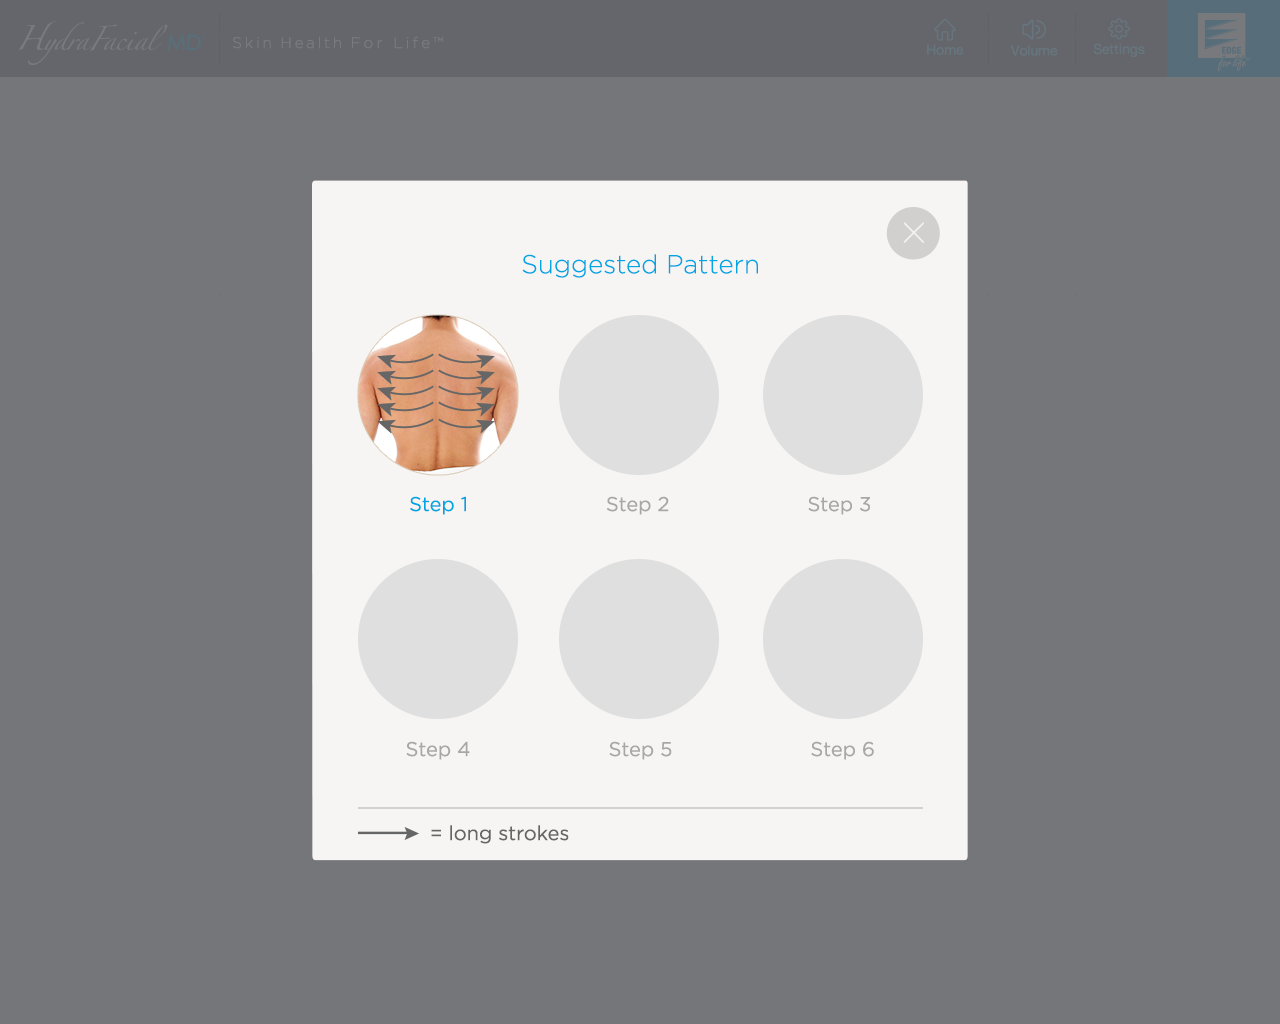 HydraFacial MD
Skin Health For Life™
Home
Volume
Settings
EDGE
for life
Suggested Pattern
Step 1
Step 2
Step 3
Step 4
Step 5
Step 6
= long strokes